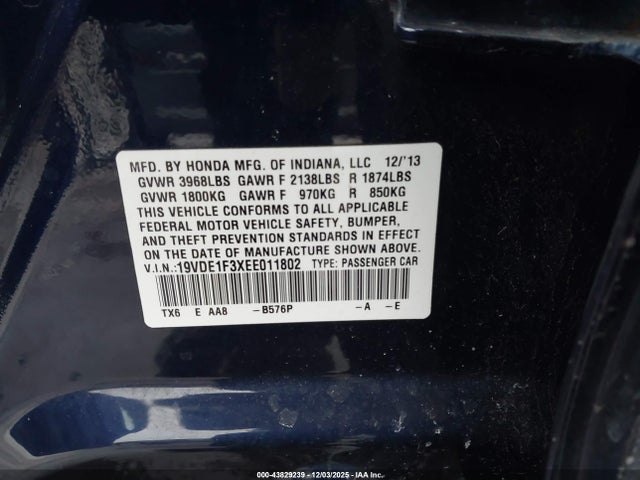 MFD. BY HONDA MFG. OF INDIANA, LLC 12/'13
GVWR 3968LBS GAWR F 2138LBS R 1874LBS
GVWR 1800KG GAWR F 970KG R 850KG
THIS VEHICLE CONFORMS TO ALL APPLICABLE
FEDERAL MOTOR VEHICLE SAFETY, BUMPER,
AND THEFT PREVENTION STANDARDS IN EFFECT
ON THE DATE OF MANUFACTURE SHOWN ABOVE.
V.I.N.:19VDE1F3XEE011802 TYPE: PASSENGER CAR
TX6 E AA8 -B576P -A -E
000-43829239 - 12/03/2025 - IAA Inc.